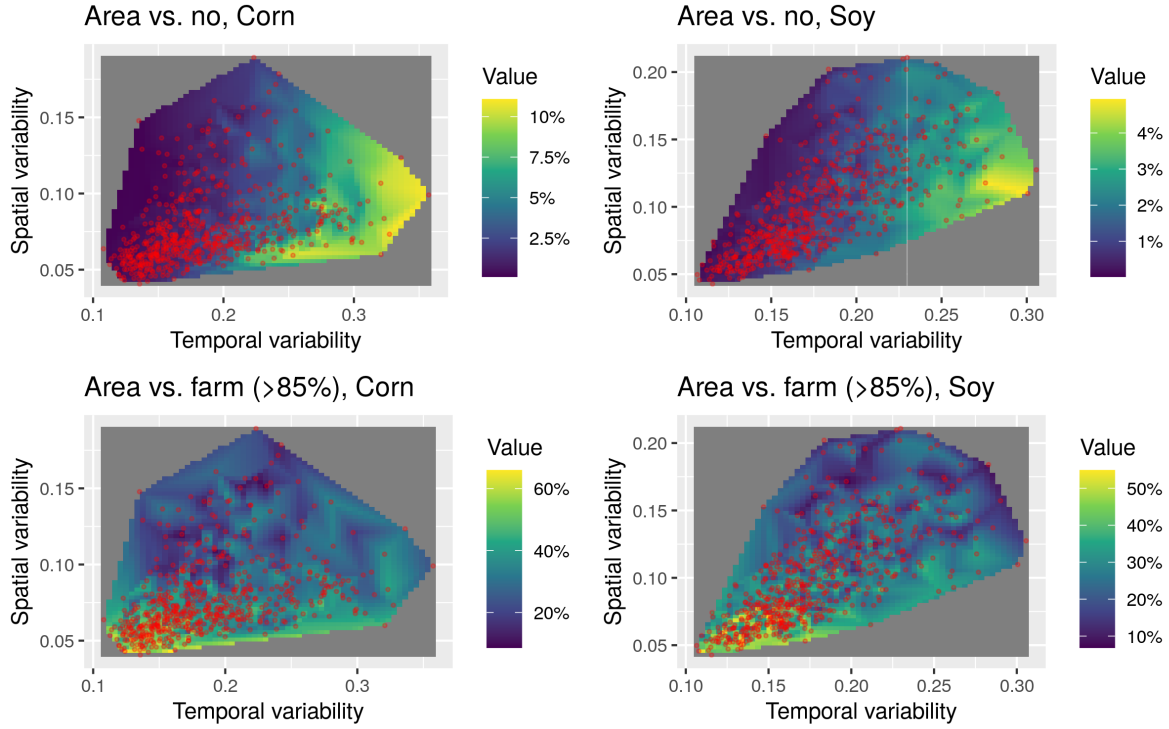 Area vs. no, Corn
Spatial variability
0.15
0.10
0.05
0.1 0.2 0.3
Temporal variability
Value
10%
7.5%
5%
2.5%
Area vs. no, Soy
Spatial variability
0.20
0.15
0.10
0.05
0.10 0.15 0.20 0.25 0.30
Temporal variability
Value
4%
3%
2%
1%
Area vs. farm (>85%), Corn
Spatial variability
0.15
0.10
0.05
0.1 0.2 0.3
Temporal variability
Value
60%
40%
20%
Area vs. farm (>85%), Soy
Spatial variability
0.20
0.15
0.10
0.05
0.10 0.15 0.20 0.25 0.30
Temporal variability
Value
50%
40%
30%
20%
10%